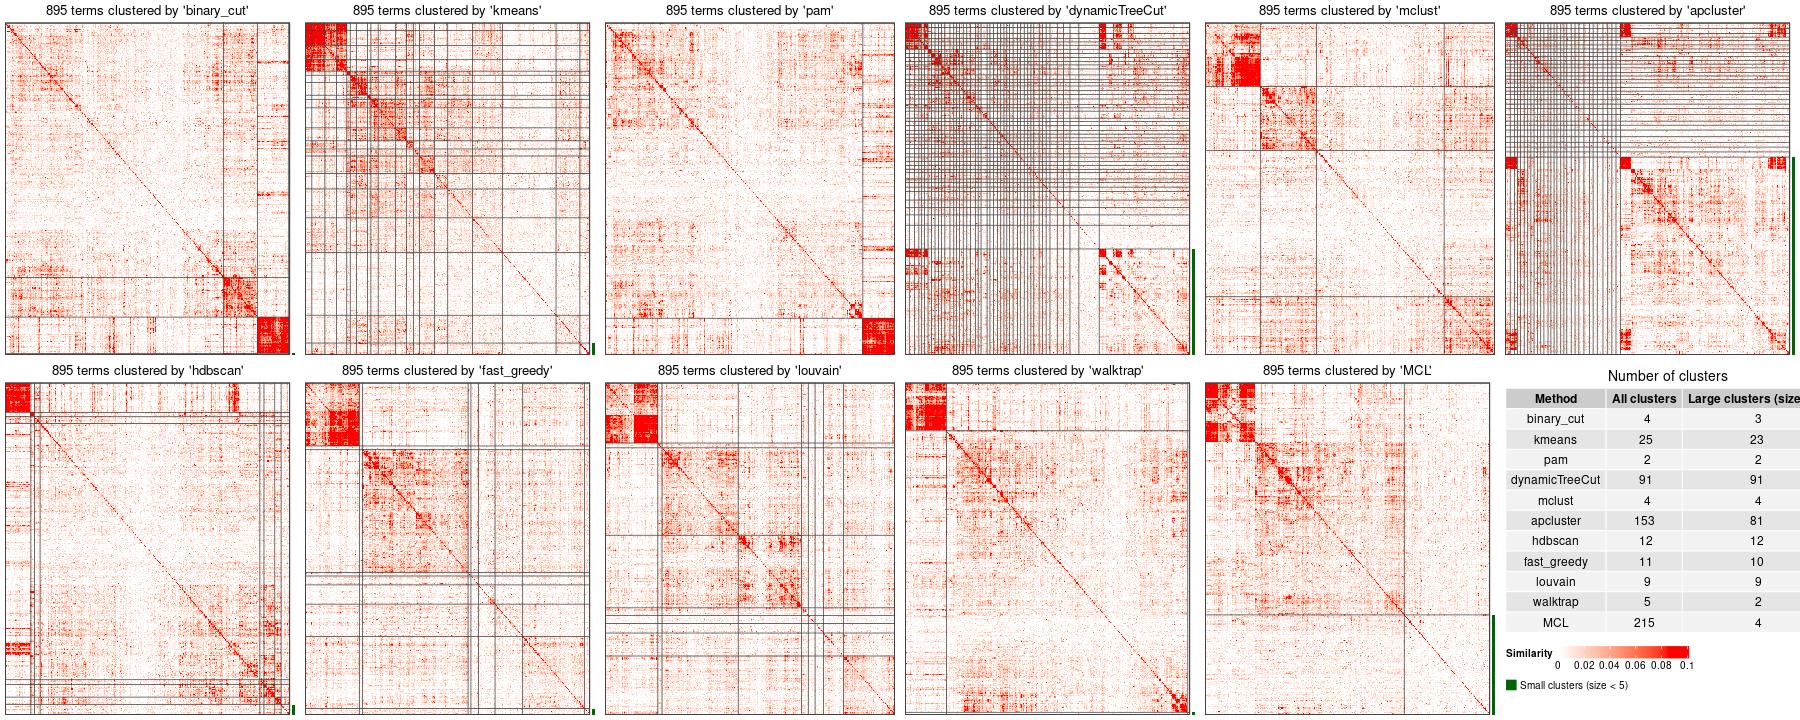 895 terms clustered by 'binary_cut'
895 terms clustered by 'kmeans'
895 terms clustered by 'pam'
895 terms clustered by 'dynamicTreeCut'
895 terms clustered by 'mclust'
895 terms clustered by 'apcluster'
895 terms clustered by 'hdbscan'
895 terms clustered by 'fast_greedy'
895 terms clustered by 'louvain'
895 terms clustered by 'walktrap'
895 terms clustered by 'MCL'
Number of clusters
Method All clusters Large clusters (size
binary_cut 4 3
kmeans 25 23
pam 2 2
dynamicTreeCut 91 91
mclust 4 4
apcluster 153 81
hdbscan 12 12
fast_greedy 11 10
louvain 9 9
walktrap 5 2
MCL 215 4
Similarity
0 0.02 0.04 0.06 0.08 0.1
Small clusters (size < 5)